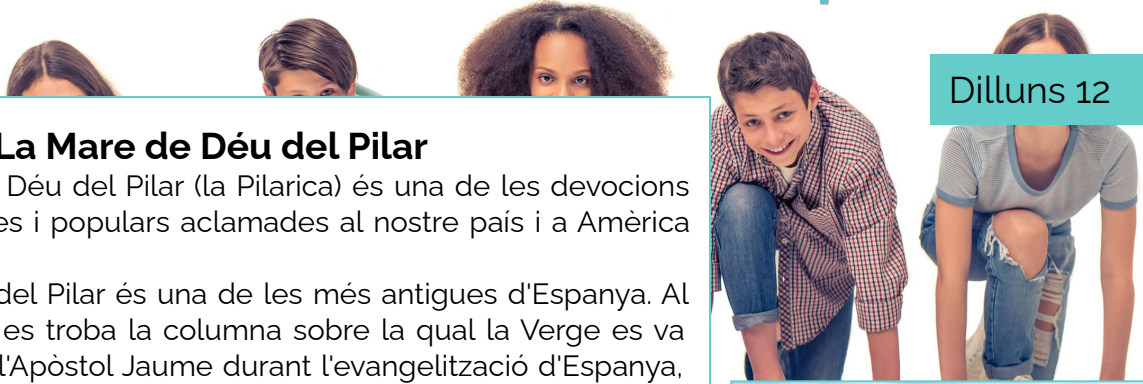 La Mare de Déu del Pilar
Déu del Pilar (la Pilarica) és una de les devocions
es i populars aclamades al nostre país i a Amèrica
del Pilar és una de les més antigues d'Espanya. Al
es troba la columna sobre la qual la Verge es va
l'Apòstol Jaume durant l'evangelització d'Espanya,
Dilluns 12